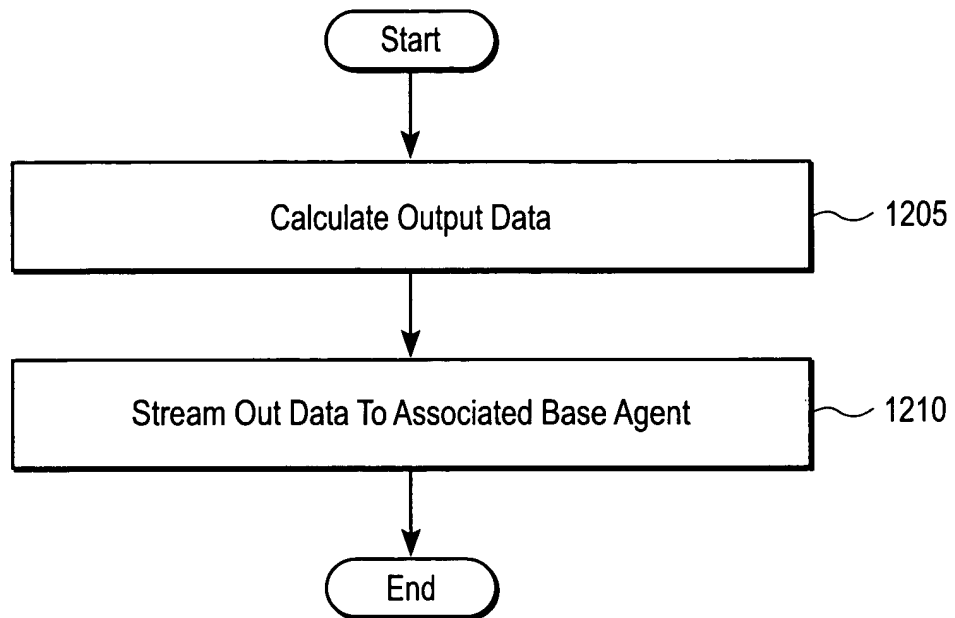 Start
Calculate Output Data
1205
Stream Out Data To Associated Base Agent
1210
End